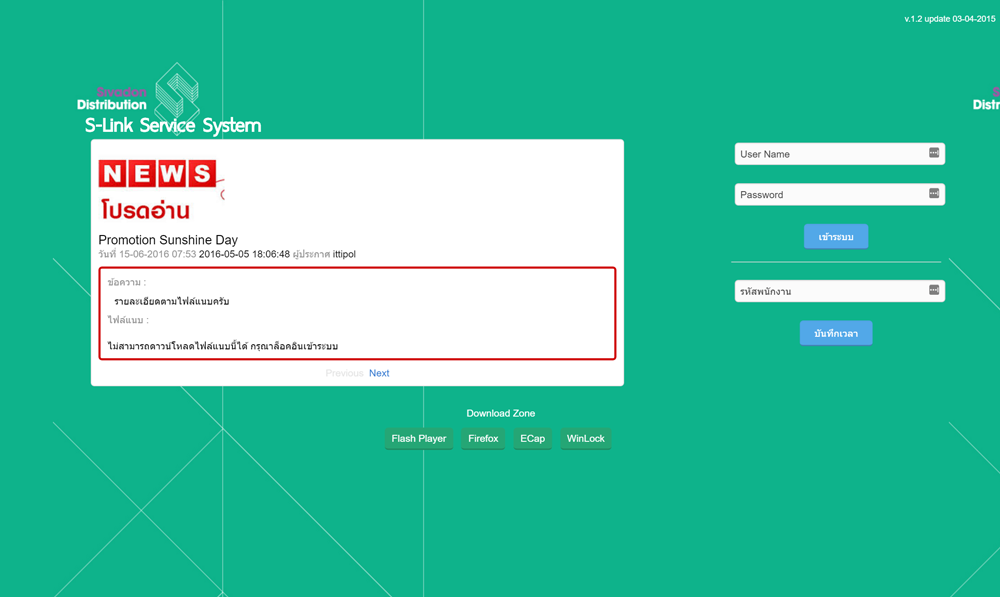 v.1.2 update 03-04-2015
Sivadon
Distribution
S-Link Service System
S
Distr
NEWS
โปรดอ่าน
Promotion Sunshine Day
วันที่ 15-06-2016 07:53 2016-05-05 18:06:48 ผู้ประกาศ ittipol
ข้อความ :
รายละเอียดตามไฟล์แนบครับ
ไฟล์แนบ :
ไม่สามารถดาวน์โหลดไฟล์แนบนี้ได้ กรุณาล็อคอินเข้าระบบ
Previous Next
User Name
Password
เข้าระบบ
รหัสพนักงาน
บันทึกเวลา
Download Zone
Flash Player Firefox ECap WinLock